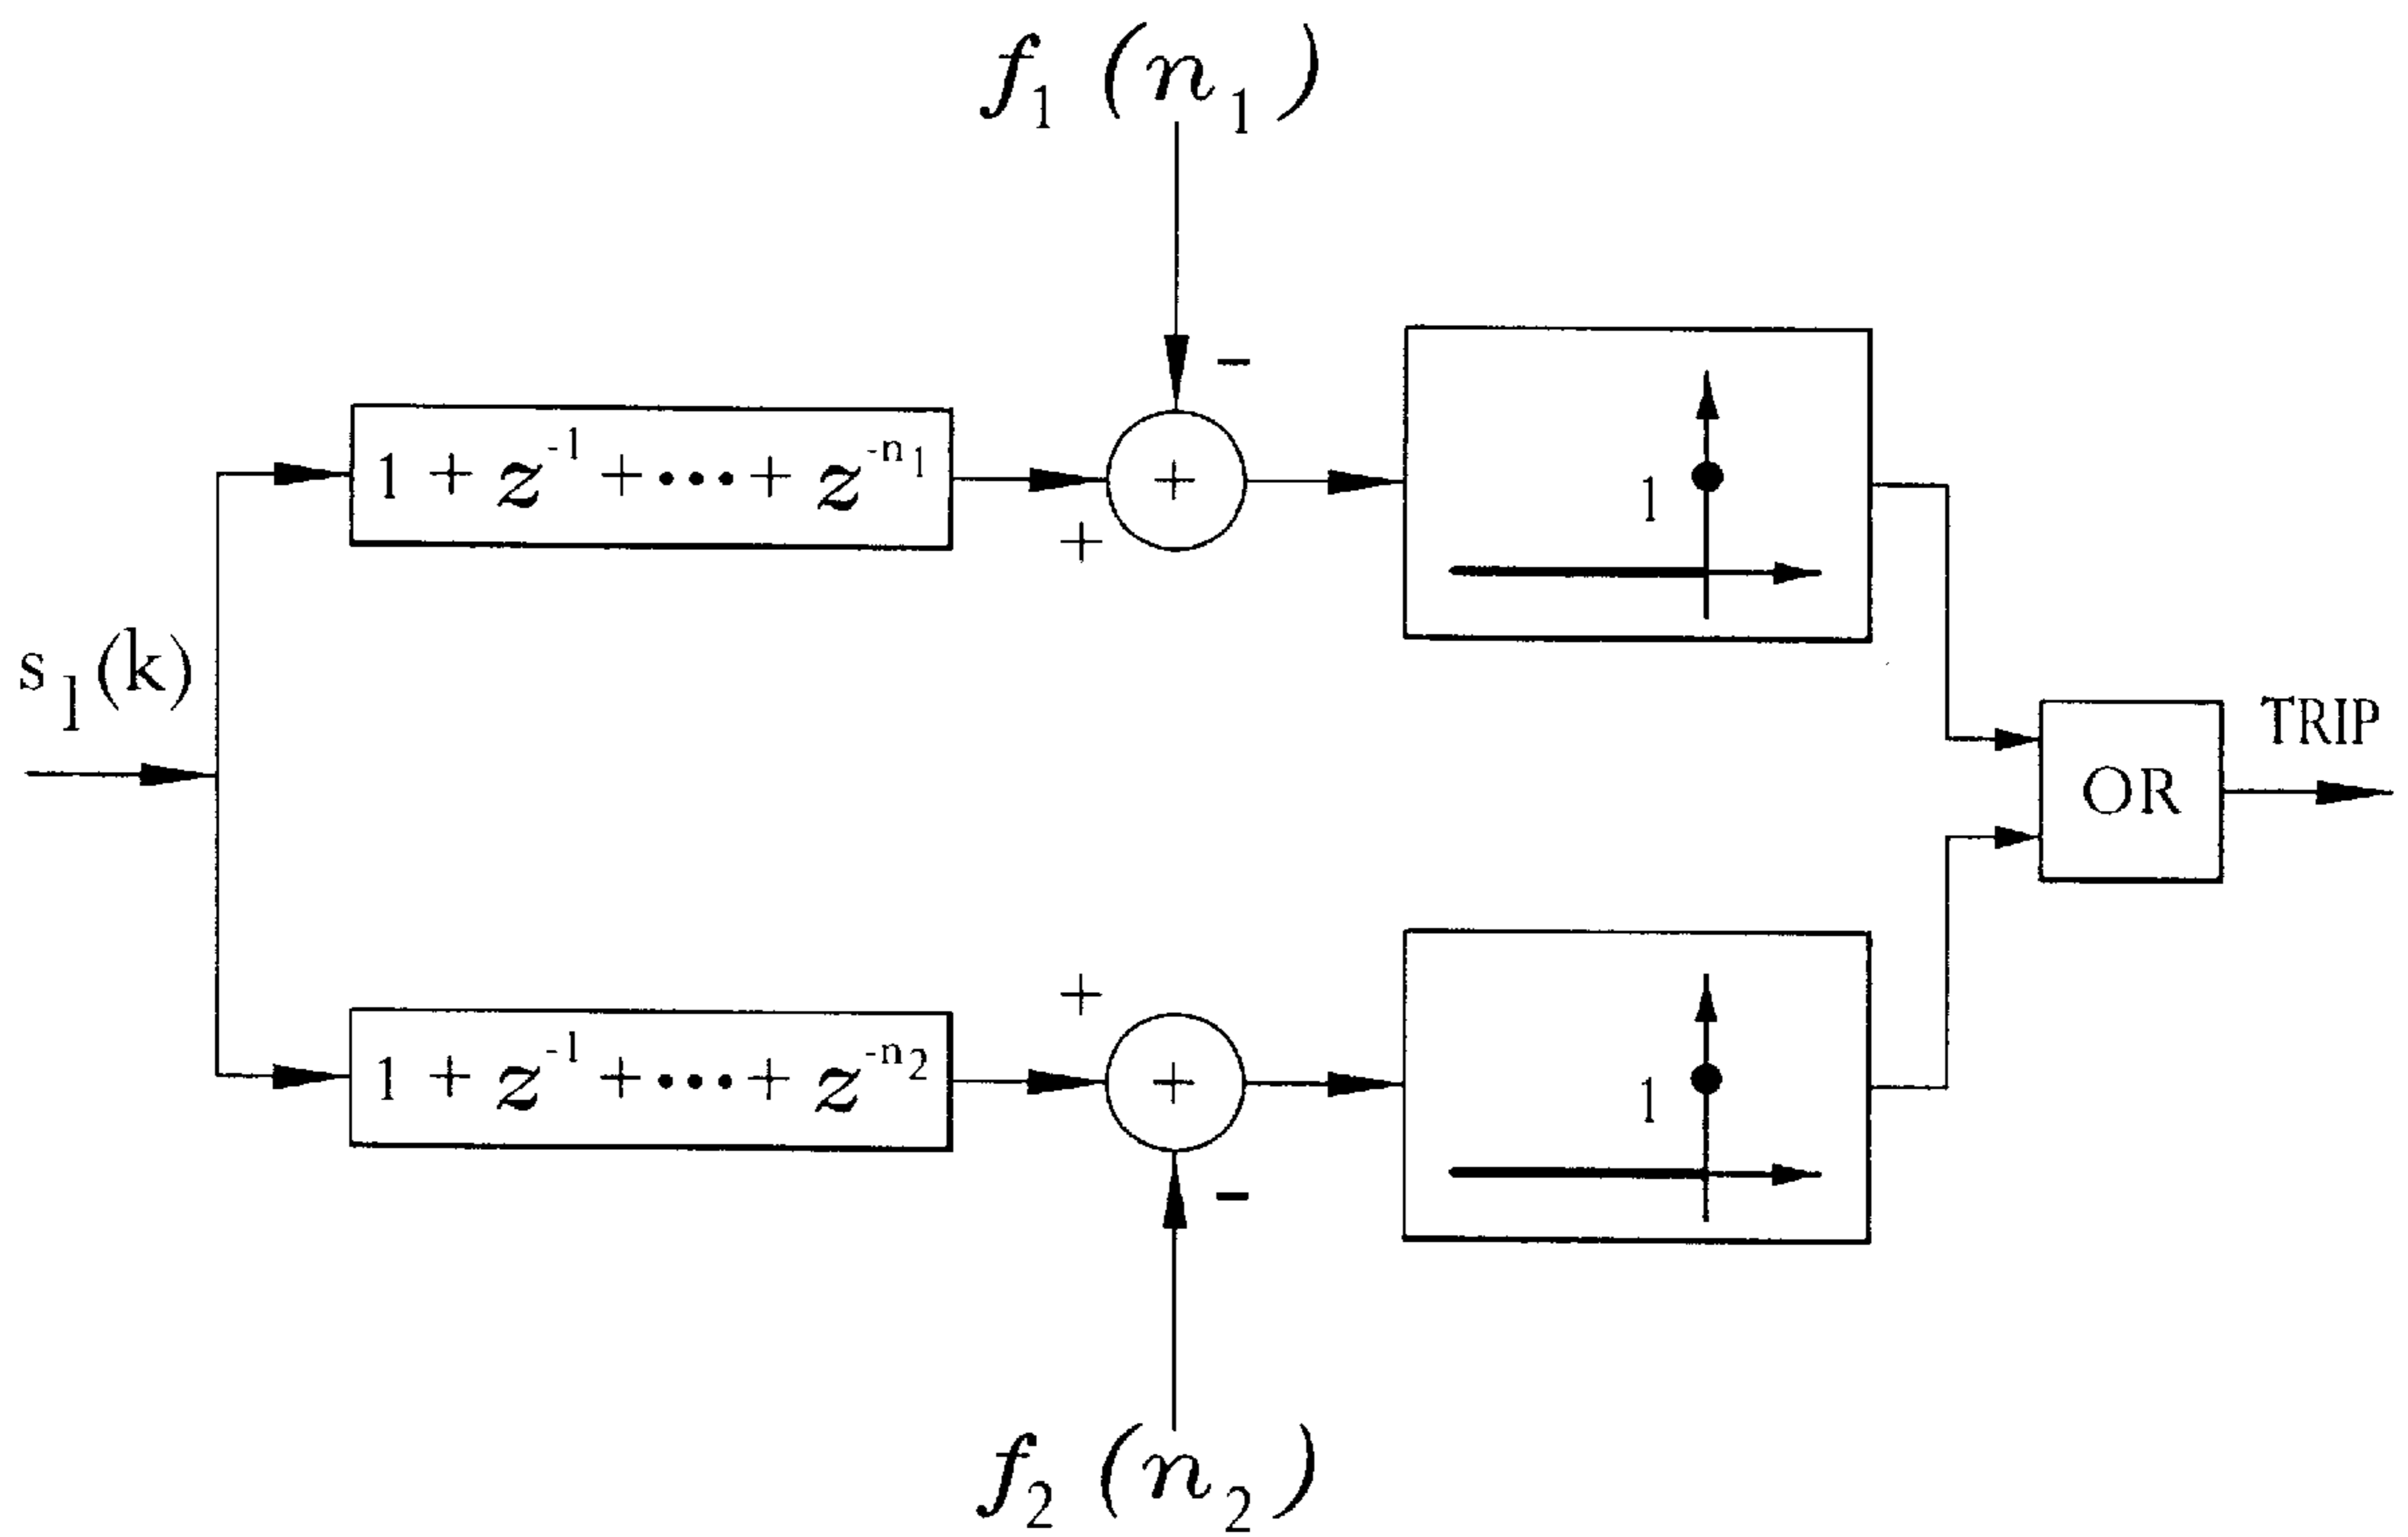 f₁ (n₁)
−
1 + z⁻¹ + ••• + z⁻ⁿ¹
+
+
1
s₁(k)
TRIP
OR
+
1 + z⁻¹ + ••• + z⁻ⁿ²
+
1
−
f₂ (n₂)